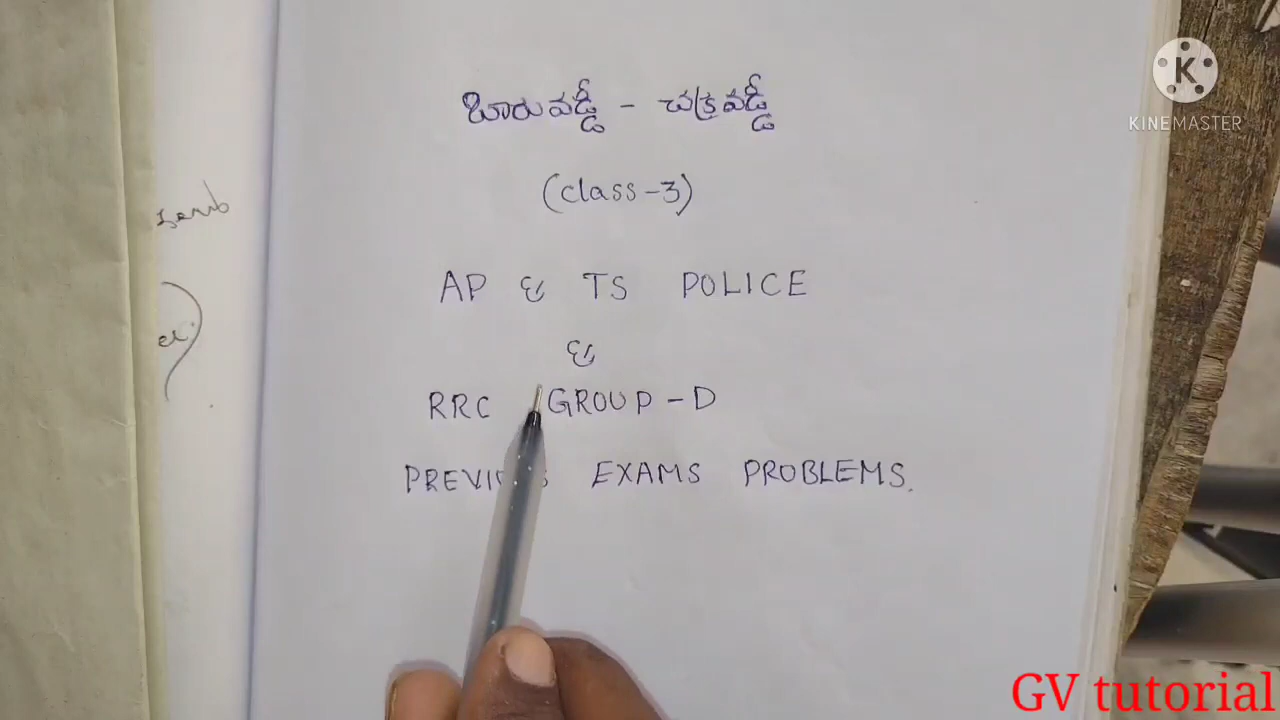 బారువడ్డీ - చక్రవడ్డీ
(class-3)
AP & TS POLICE
&
RRC GROUP-D
EXAMS PROBLEMS.
K
KINEMASTER
GV tutorial